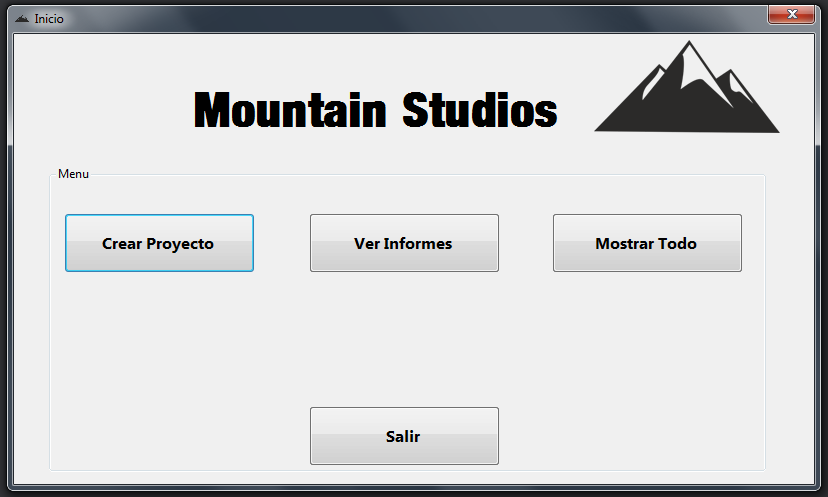 Inicio
Mountain Studios
Menu
Crear Proyecto
Ver Informes
Mostrar Todo
Salir